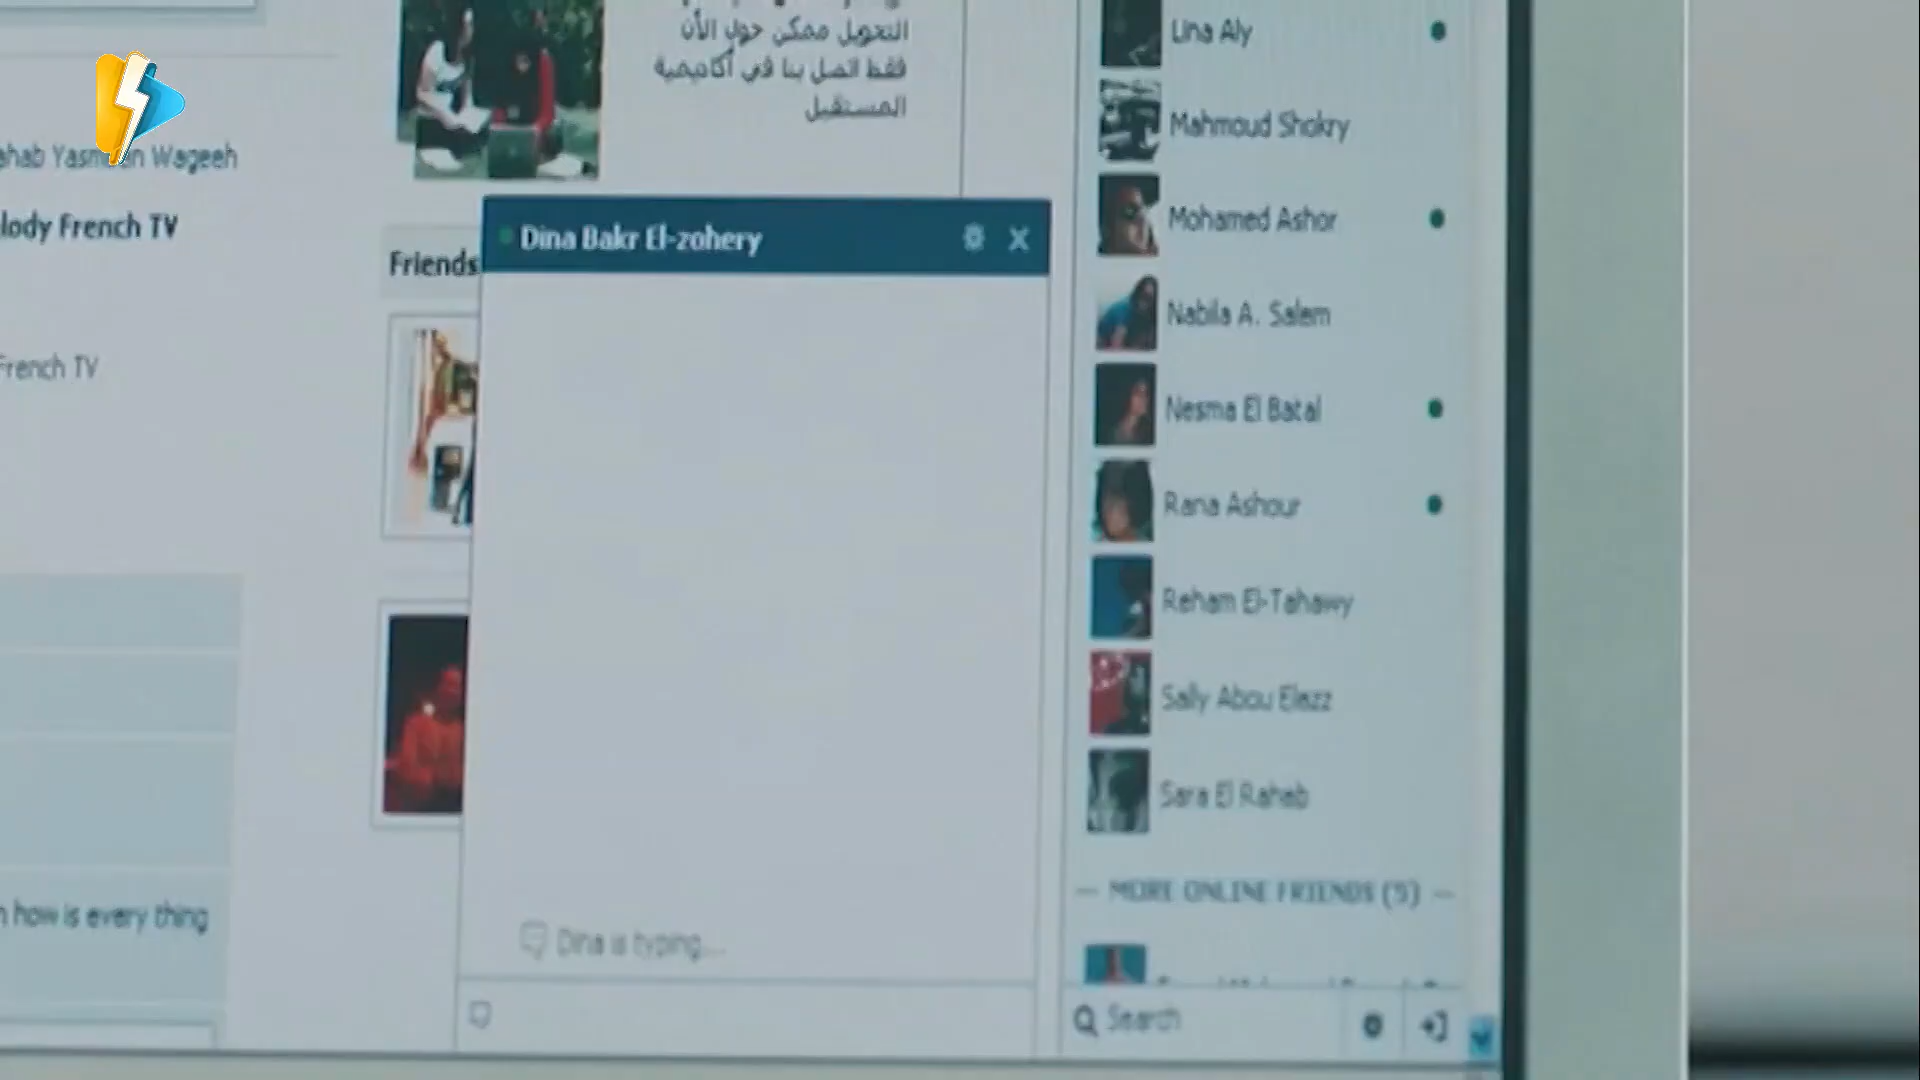 التحويل ممكن حول الأن
فقط اتصل بنا في أكاديمية
المستقبل
ahab Yasmeen Wageeh
lody French TV
French TV
how is every thing
Friends
Dina Bakr El-zohery
Dina is typing...
Lina Aly
Mahmoud Shokry
Mohamed Ashor
Nabila A. Salem
Nesma El Batal
Rana Ashour
Reham El-Tahawy
Sally Abou Elezz
Sara El Rahab
MORE ONLINE FRIENDS (5)
Search